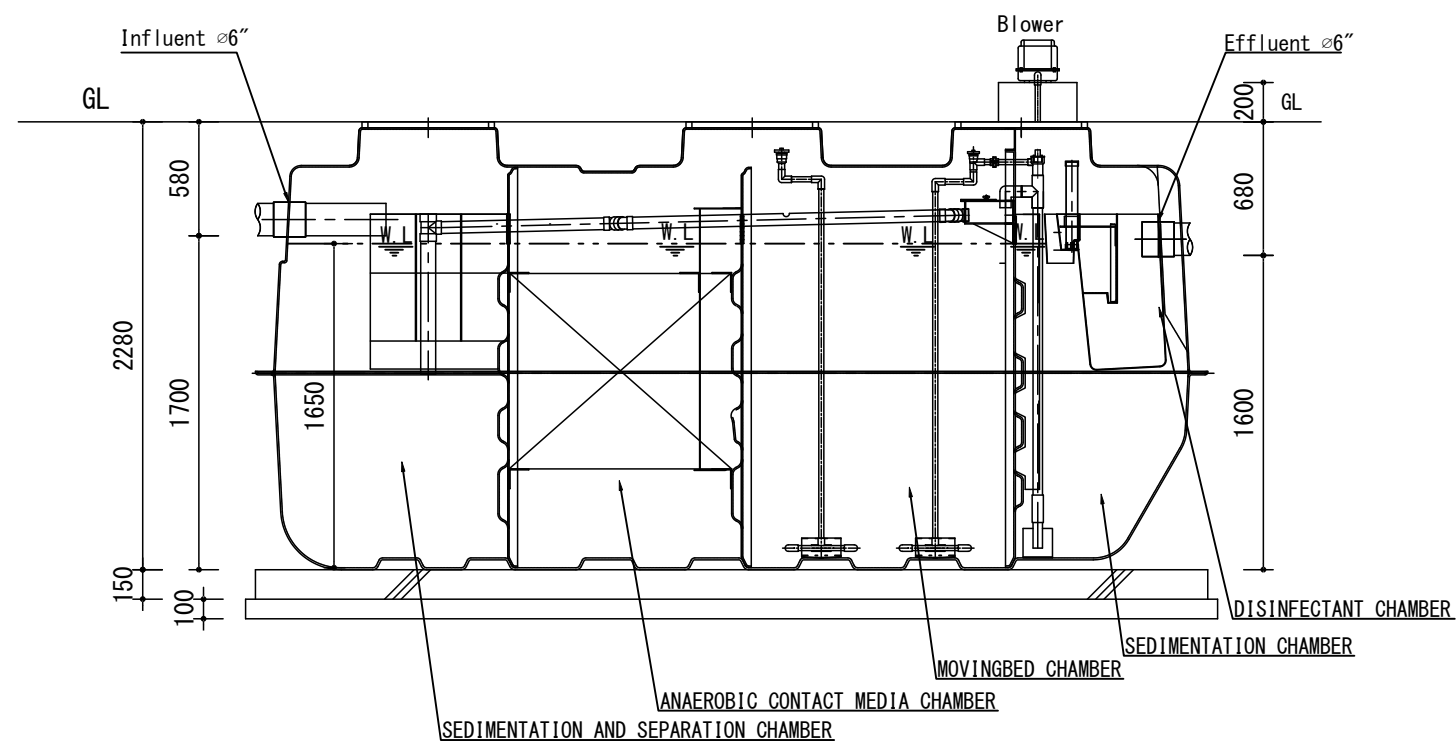 Blower
Influent ⌀6″
Effluent ⌀6″
GL
200
GL
580
680
W.L
W.L
W.L
W.L
2280
1700
1650
1600
150
100
DISINFECTANT CHAMBER
SEDIMENTATION CHAMBER
MOVINGBED CHAMBER
ANAEROBIC CONTACT MEDIA CHAMBER
SEDIMENTATION AND SEPARATION CHAMBER